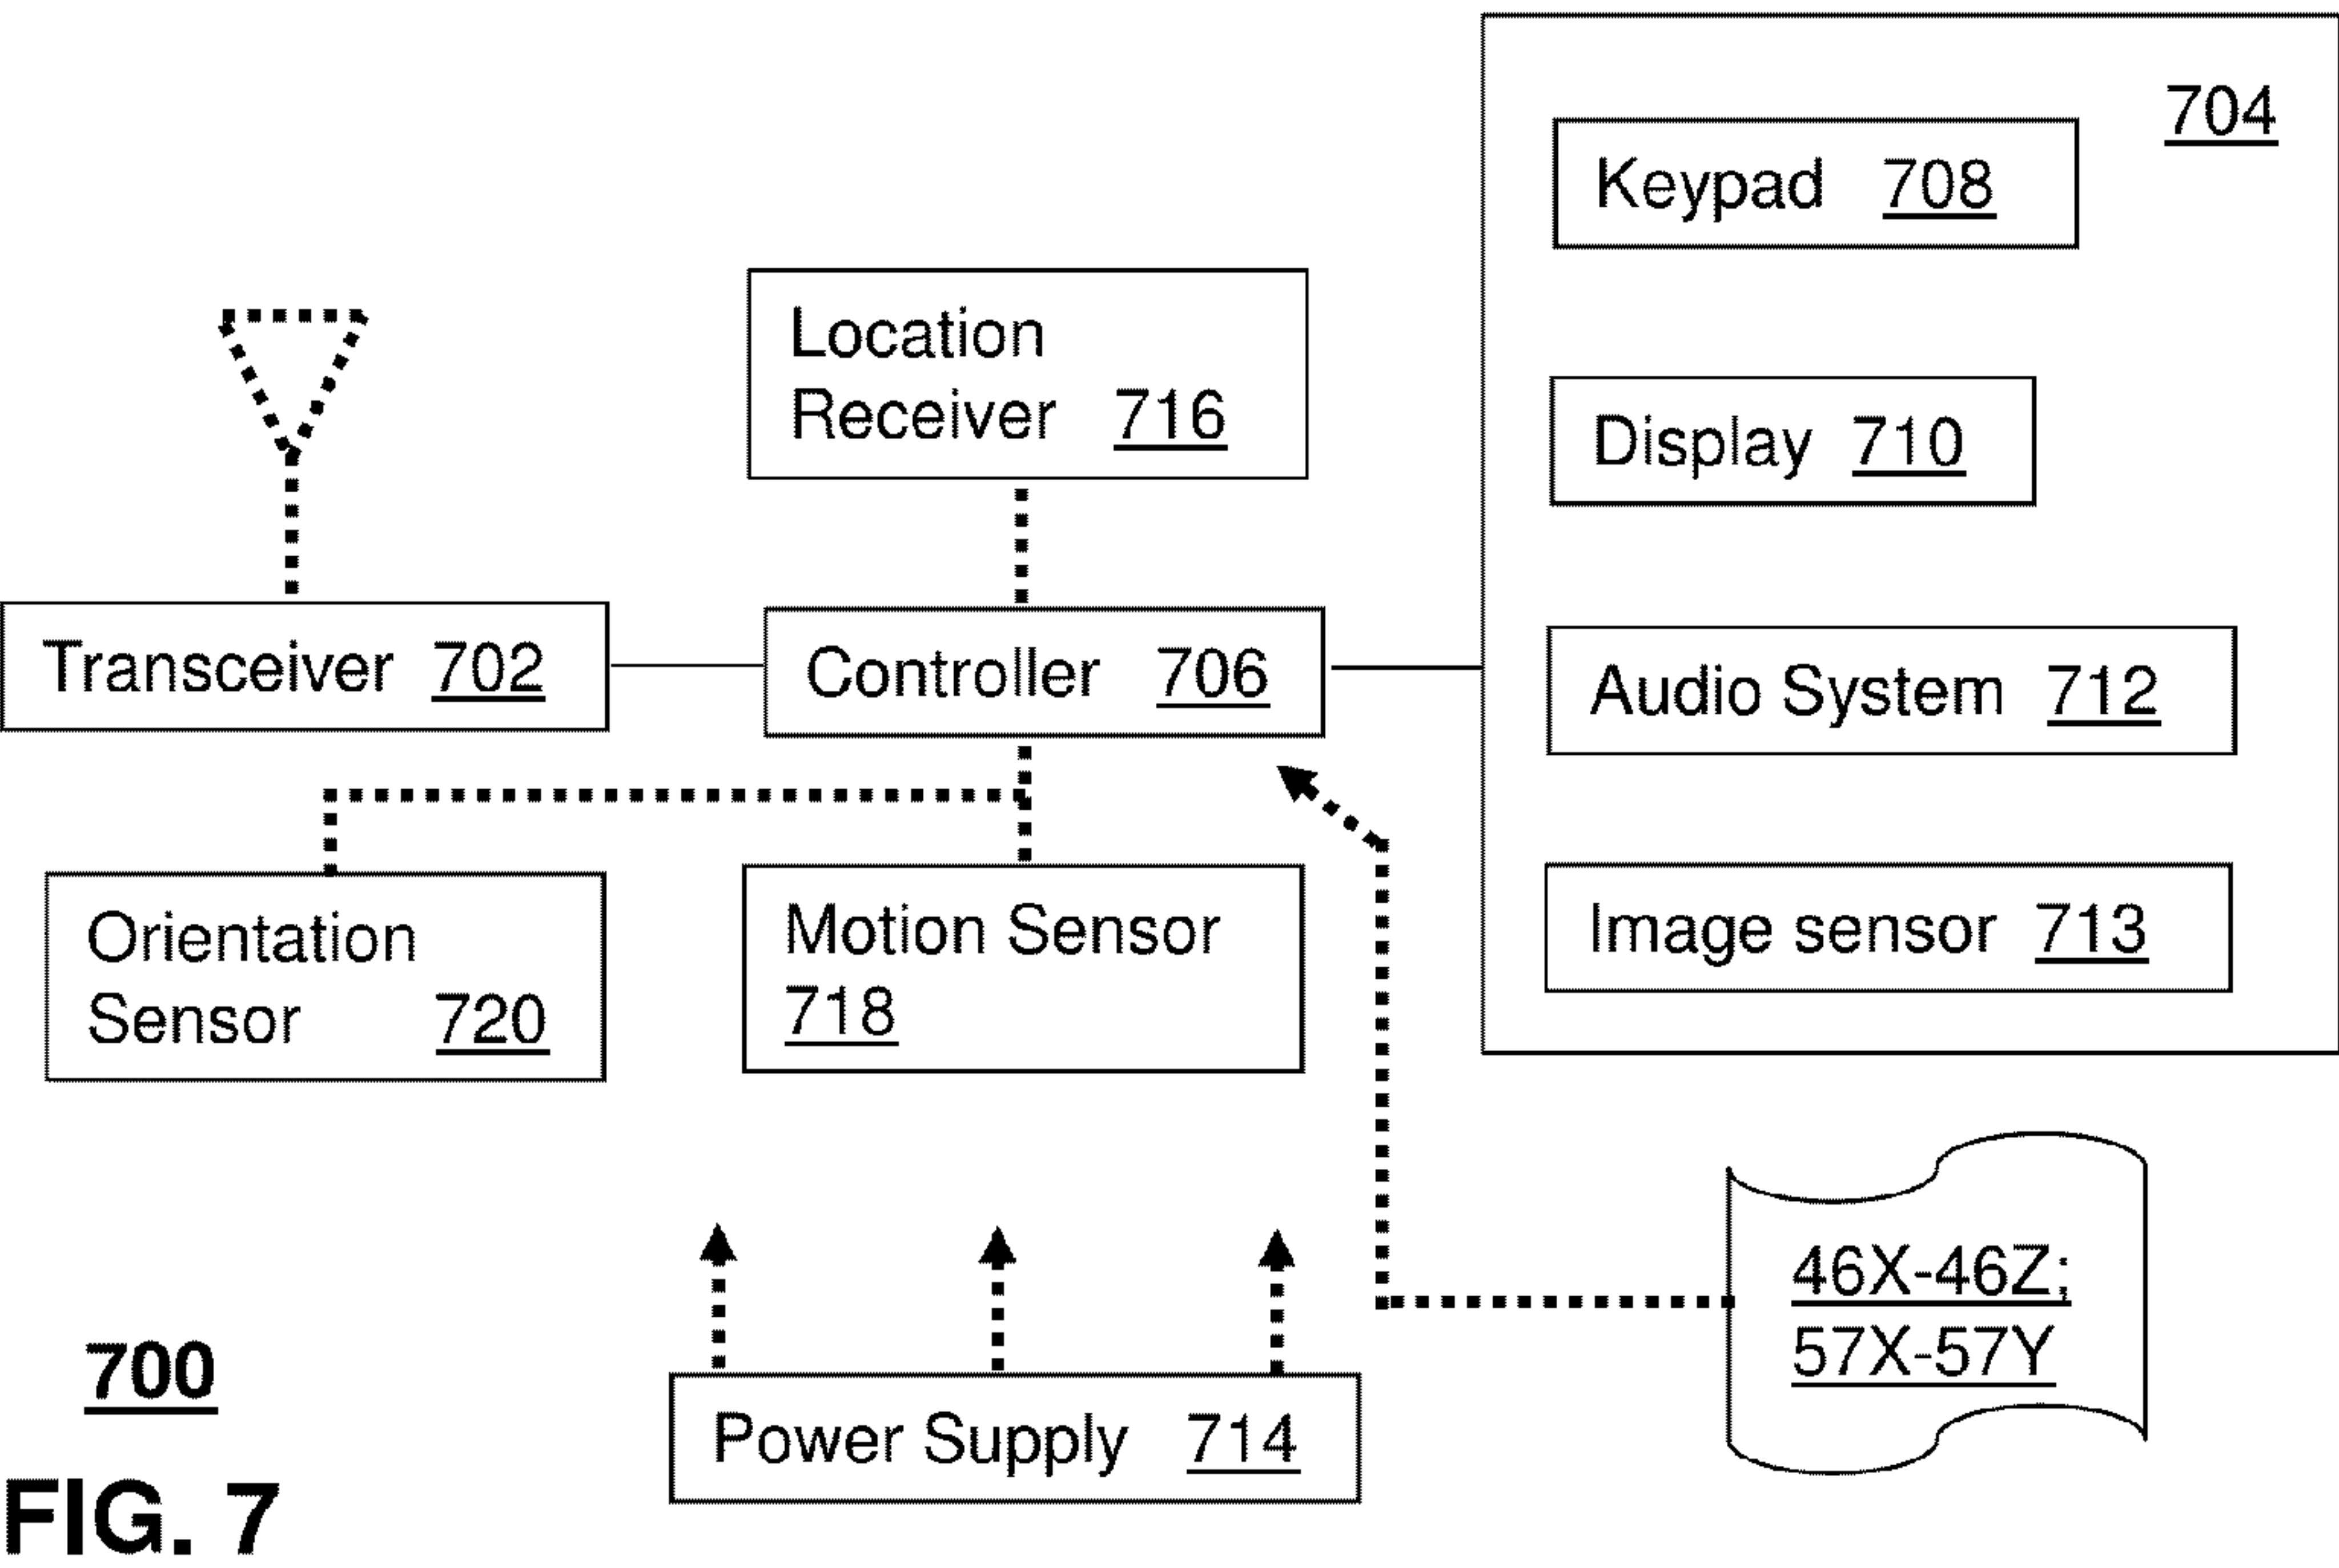 704
Keypad 708
Location
Receiver 716
Display 710
Transceiver 702
Controller 706
Audio System 712
Orientation
Sensor 720
Motion Sensor
718
Image sensor 713
46X-46Z;
57X-57Y
700
Power Supply 714
FIG. 7